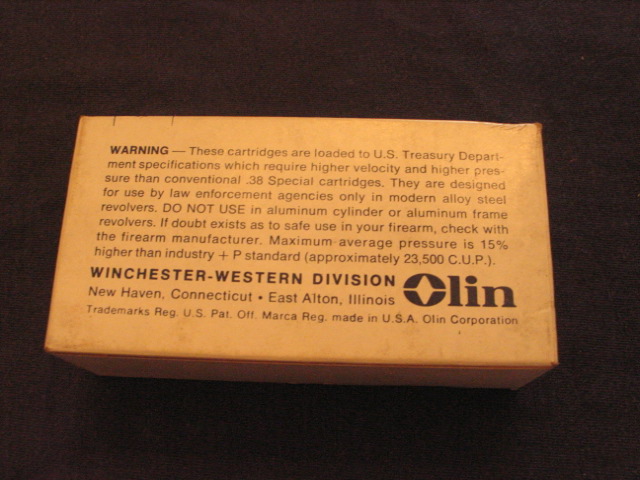 WARNING — These cartridges are loaded to U.S. Treasury Depart-
ment specifications which require higher velocity and higher pres-
sure than conventional .38 Special cartridges. They are designed
for use by law enforcement agencies only in modern alloy steel
revolvers. DO NOT USE in aluminum cylinder or aluminum frame
revolvers. If doubt exists as to safe use in your firearm, check with
the firearm manufacturer. Maximum average pressure is 15%
higher than industry + P standard (approximately 23,500 C.U.P.).
WINCHESTER-WESTERN DIVISION Olin
New Haven, Connecticut • East Alton, Illinois
Trademarks Reg. U.S. Pat. Off. Marca Reg. made in U.S.A. Olin Corporation